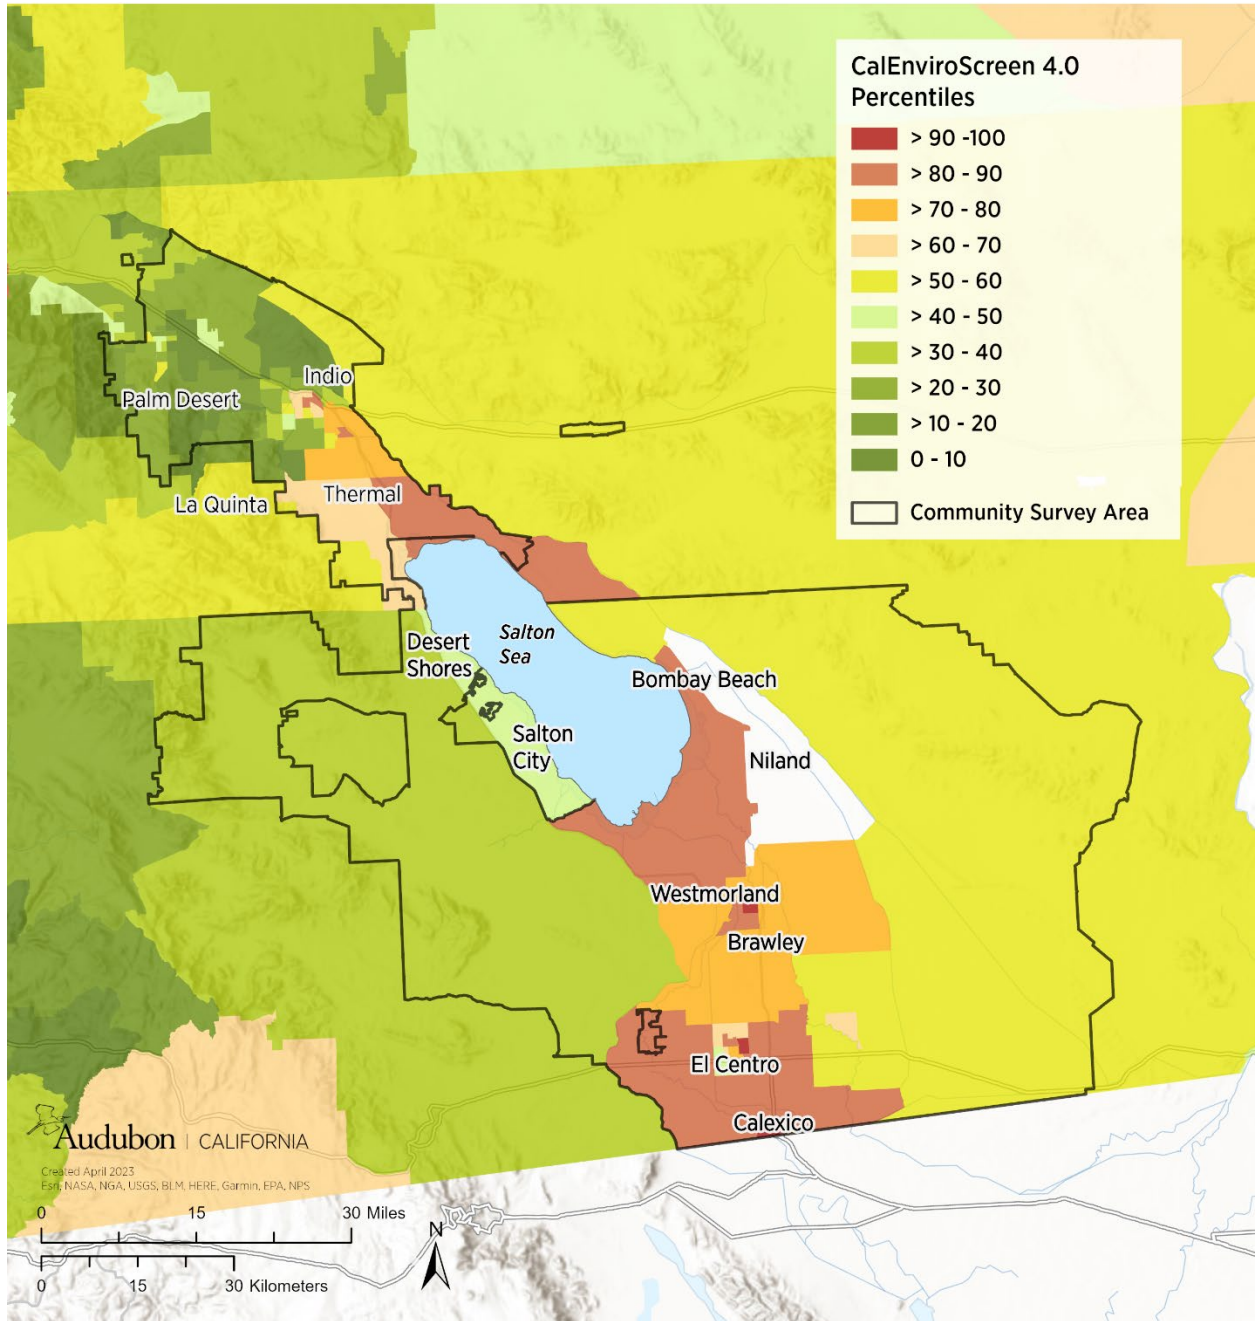 CalEnviroScreen 4.0
Percentiles
> 90 -100
> 80 - 90
> 70 - 80
> 60 - 70
> 50 - 60
> 40 - 50
> 30 - 40
> 20 - 30
> 10 - 20
0 - 10
Community Survey Area
Indio
Palm Desert
La Quinta
Thermal
Salton
Sea
Desert
Shores
Bombay Beach
Salton
City
Niland
Westmorland
Brawley
El Centro
Calexico
Audubon | CALIFORNIA
Created April 2023
Esri, NASA, NGA, USGS, BLM, HERE, Garmin, EPA, NPS
0 15 30 Miles
0 15 30 Kilometers
N